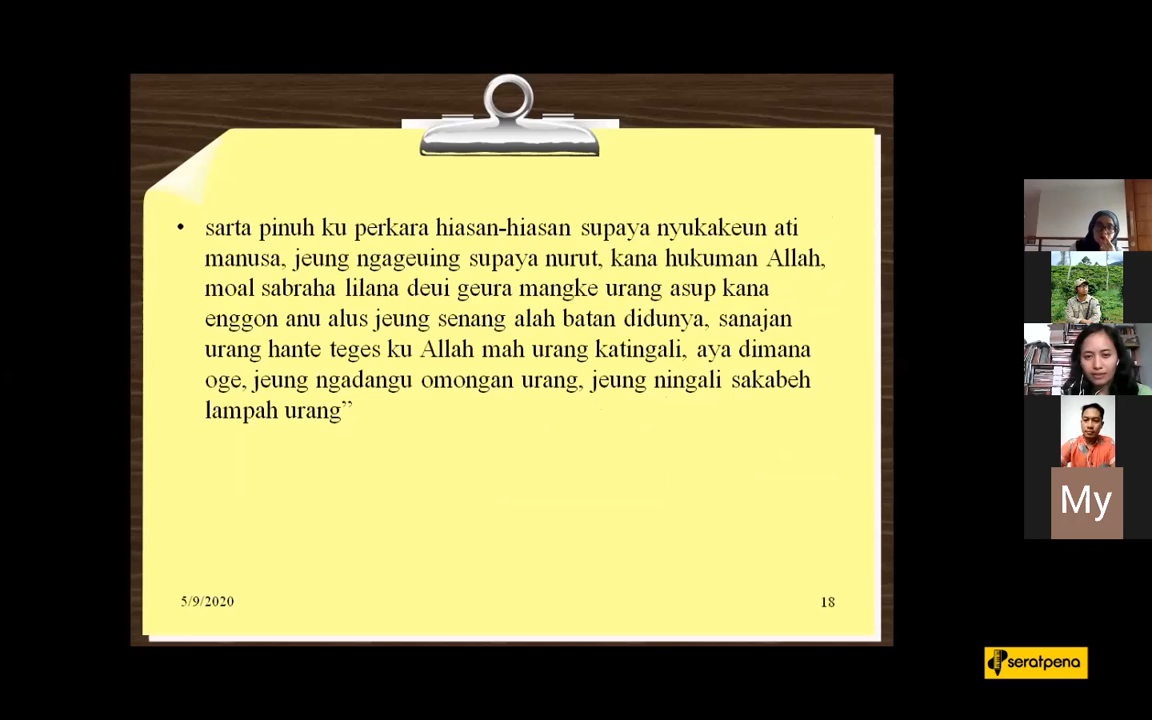 • sarta pinuh ku perkara hiasan-hiasan supaya nyukakeun ati
manusa, jeung ngageuing supaya nurut, kana hukuman Allah,
moal sabraha lilana deui geura mangke urang asup kana
enggon anu alus jeung senang alah batan didunya, sanajan
urang hante teges ku Allah mah urang katingali, aya dimana
oge, jeung ngadangu omongan urang, jeung ningali sakabeh
lampah urang”
5/9/2020
18
My
seratpena